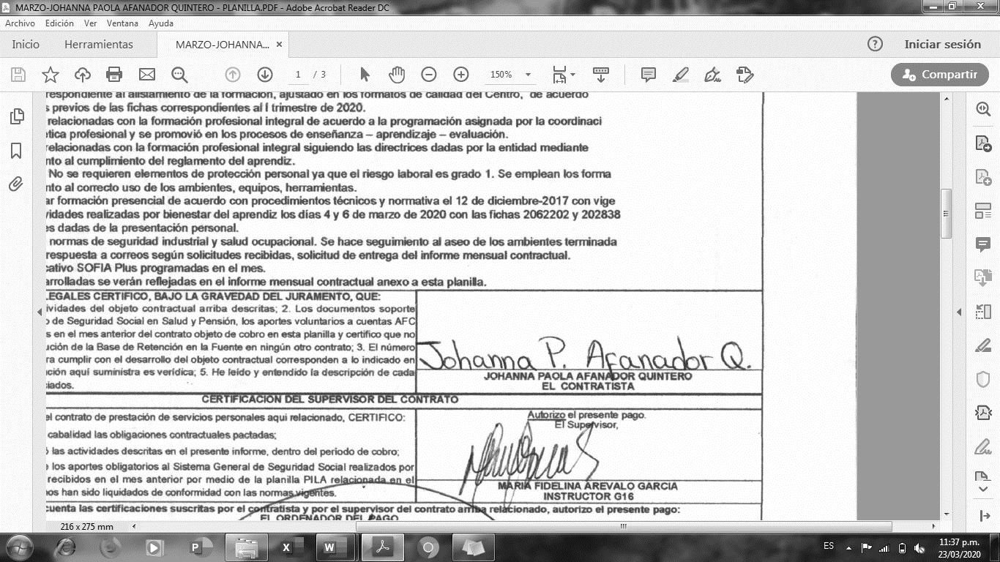 MARZO-JOHANNA PAOLA AFANADOR QUINTERO - PLANILLA.PDF - Adobe Acrobat Reader DC
Archivo Edición Ver Ventana Ayuda
Inicio Herramientas MARZO-JOHANNA... × Iniciar sesión
1 / 3 150% Compartir
respondiente al alistamiento de la formación, ajustado en los formatos de calidad del Centro, de acuerdo
s previos de las fichas correspondientes al I trimestre de 2020.
relacionadas con la formación profesional integral de acuerdo a la programación asignada por la coordinaci
ética profesional y se promovió en los procesos de enseñanza – aprendizaje – evaluación.
relacionadas con la formación profesional integral siguiendo las directrices dadas por la entidad mediante
nto al cumplimiento del reglamento del aprendiz.
No se requieren elementos de protección personal ya que el riesgo laboral es grado 1. Se emplean los forma
nto al correcto uso de los ambientes, equipos, herramientas.
ar formación presencial de acuerdo con procedimientos técnicos y normativa el 12 de diciembre-2017 con vige
vidades realizadas por bienestar del aprendiz los días 4 y 6 de marzo de 2020 con las fichas 2062202 y 202838
es dadas de la presentación personal.
normas de seguridad industrial y salud ocupacional. Se hace seguimiento al aseo de los ambientes terminada
respuesta a correos según solicitudes recibidas, solicitud de entrega del informe mensual contractual.
cativo SOFIA Plus programadas en el mes.
arrolladas se verán reflejadas en el informe mensual contractual anexo a esta planilla.
LEGALES CERTIFICO, BAJO LA GRAVEDAD DEL JURAMENTO, QUE:
ividades del objeto contractual arriba descritas; 2. Los documentos soporte
o de Seguridad Social en Salud y Pensión, los aportes voluntarios a cuentas AFC
s en el mes anterior del contrato objeto de cobro en esta planilla y certifico que no
ución de la Base de Retención en la Fuente en ningún otro contrato; 3. El número
ra cumplir con el desarrollo del objeto contractual corresponden a lo indicado en
ción aquí suministra es verídica; 5. He leído y entendido la descripción de cada
iados.
Johanna P. Afanador Q.
JOHANNA PAOLA AFANADOR QUINTERO
EL CONTRATISTA
CERTIFICACION DEL SUPERVISOR DEL CONTRATO
el contrato de prestación de servicios personales aqui relacionado, CERTIFICO:
cabalidad las obligaciones contractuales pactadas;
ó las actividades descritas en el presente informe, dentro del periodo de cobro;
e los aportes obligatorios al Sistema General de Seguridad Social realizados por
recibidos en el mes anterior por medio de la planilla PILA relacionada en el
nos han sido liquidados de conformidad con las normas vigentes.
Autorizo el presente pago.
El Supervisor,
MARIA FIDELINA AREVALO GARCIA
INSTRUCTOR G16
cuenta las certificaciones suscritas por el contratista y por el supervisor del contrato arriba relacionado, autorizo el presente pago:
EL ORDENADOR DEL PAGO
216 x 275 mm
ES 11:37 p.m.
23/03/2020